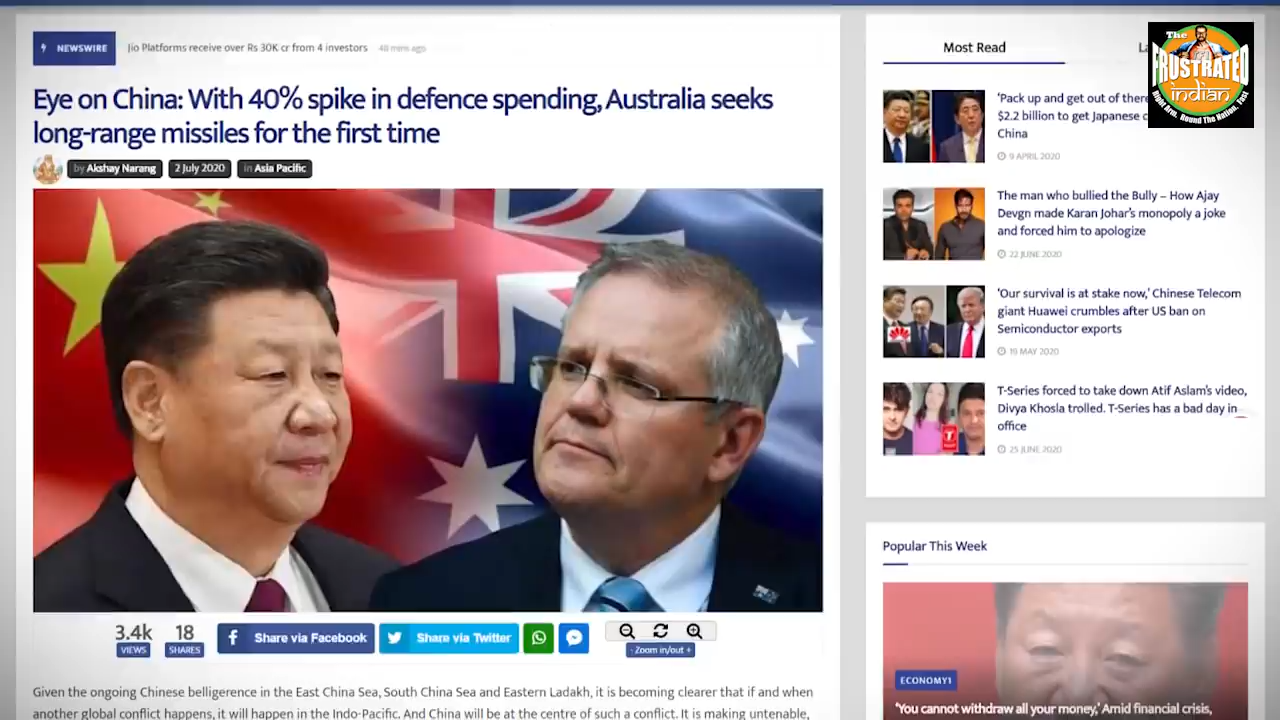 NEWSWIRE
Jio Platforms receive over Rs 30K cr from 4 investors 48 mins ago
Eye on China: With 40% spike in defence spending, Australia seeks
long-range missiles for the first time
by Akshay Narang
2 July 2020
in Asia Pacific
3.4k
VIEWS
18
SHARES
Share via Facebook
Share via Twitter
- Zoom in/out +
Given the ongoing Chinese belligerence in the East China Sea, South China Sea and Eastern Ladakh, it is becoming clearer that if and when
another global conflict happens, it will happen in the Indo-Pacific. And China will be at the centre of such a conflict. It is making untenable,
Most Read
The
FRUSTRATED
indian
Right Arm, Round The Nation, Fast
'Pack up and get out of there
$2.2 billion to get Japanese
China
9 APRIL 2020
The man who bullied the Bully – How Ajay
Devgn made Karan Johar's monopoly a joke
and forced him to apologize
22 JUNE 2020
'Our survival is at stake now,' Chinese Telecom
giant Huawei crumbles after US ban on
Semiconductor exports
19 MAY 2020
T-Series forced to take down Atif Aslam's video,
Divya Khosla trolled. T-Series has a bad day in
office
25 JUNE 2020
Popular This Week
ECONOMY1
'You cannot withdraw all your money,' Amid financial crisis,